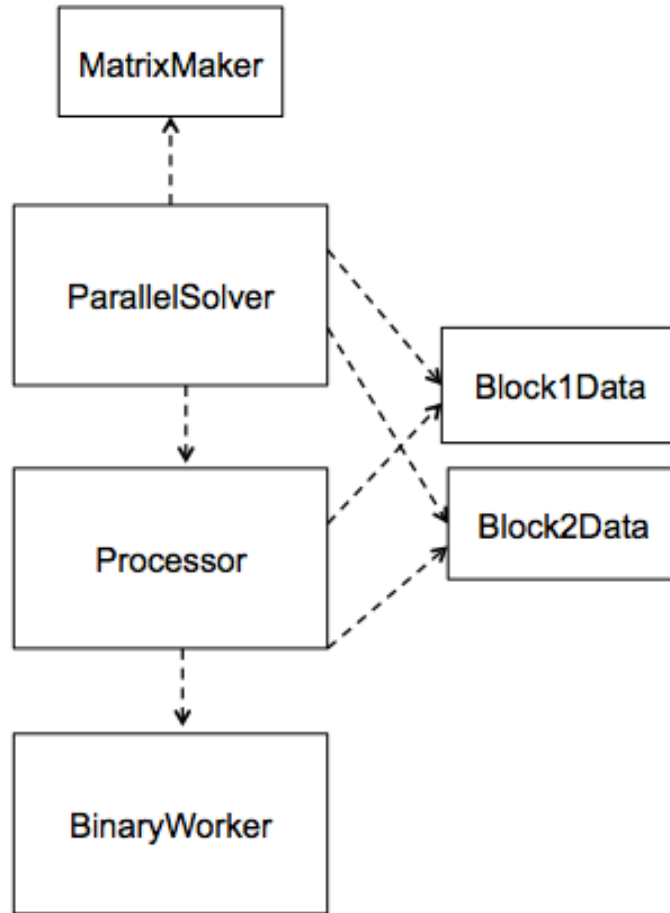 MatrixMaker
ParallelSolver
Block1Data
Processor
Block2Data
BinaryWorker